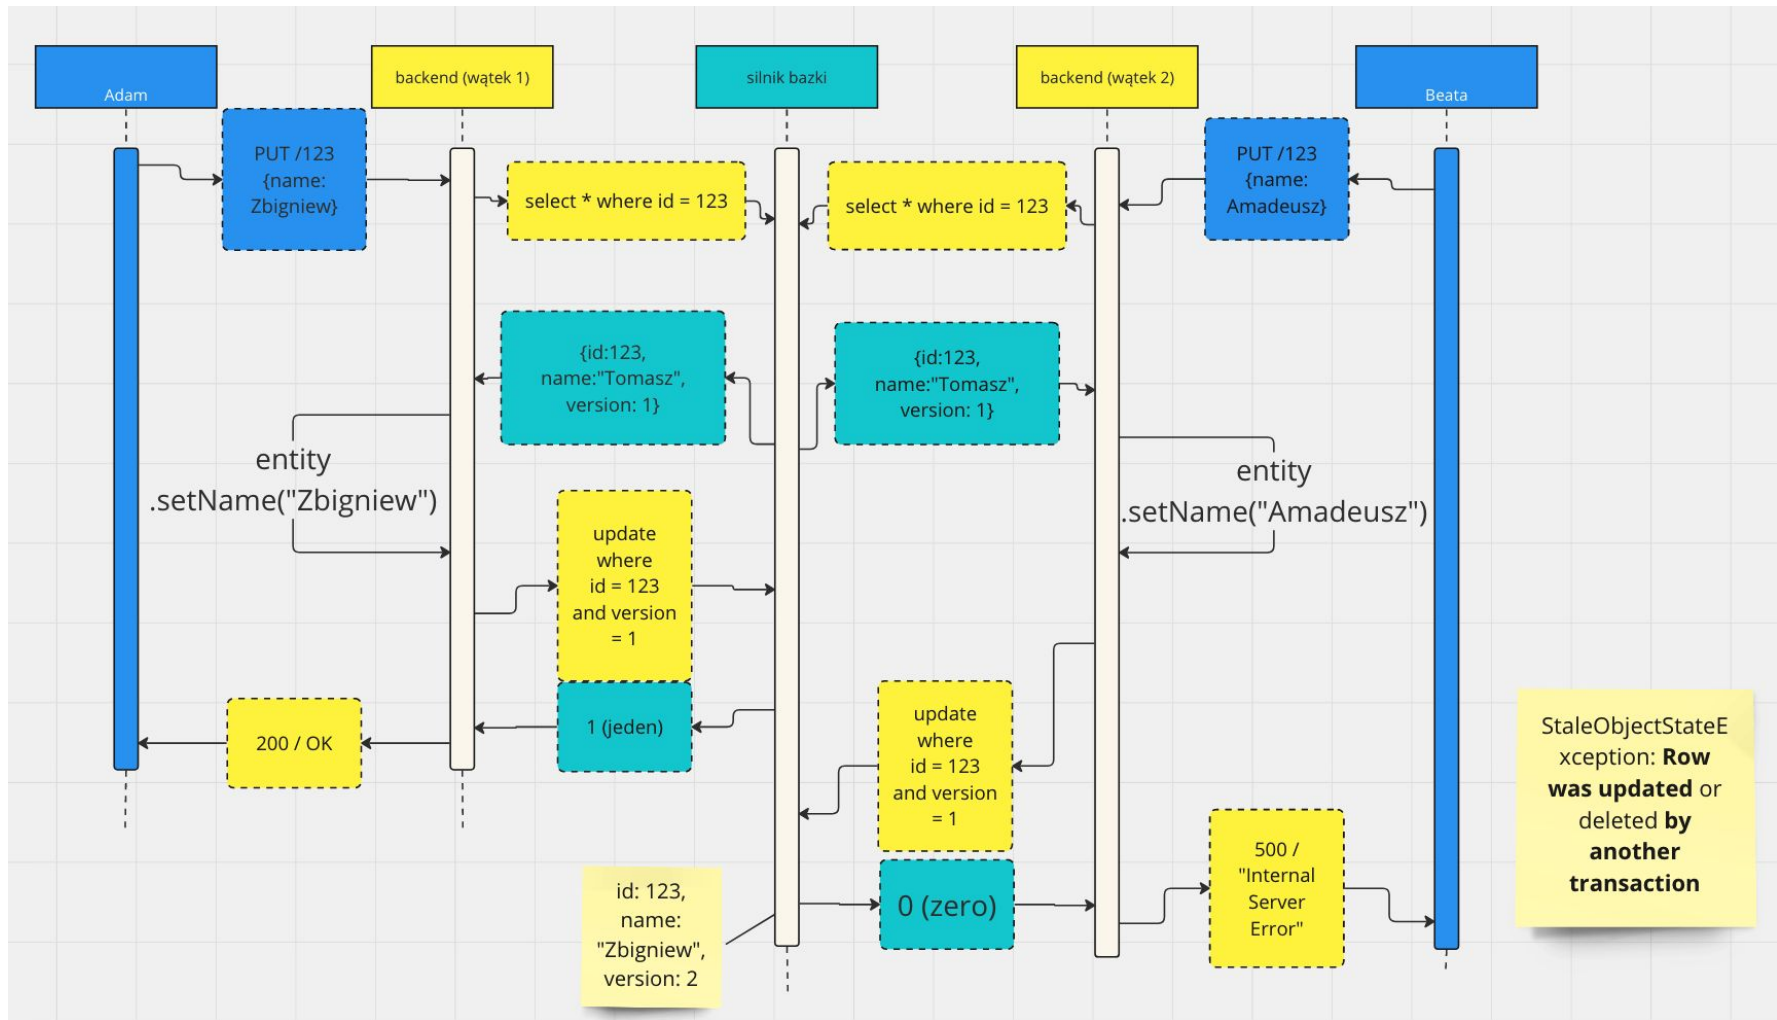 Adam
backend (wątek 1)
silnik bazki
backend (wątek 2)
Beata
PUT /123
{name:
Zbigniew}
select * where id = 123
select * where id = 123
PUT /123
{name:
Amadeusz}
{id:123,
name:"Tomasz",
version: 1}
{id:123,
name:"Tomasz",
version: 1}
entity
.setName("Zbigniew")
entity
.setName("Amadeusz")
update
where
id = 123
and version
= 1
1 (jeden)
200 / OK
update
where
id = 123
and version
= 1
0 (zero)
500 /
"Internal
Server
Error"
id: 123,
name:
"Zbigniew",
version: 2
StaleObjectStateE
xception: Row
was updated or
deleted by
another
transaction